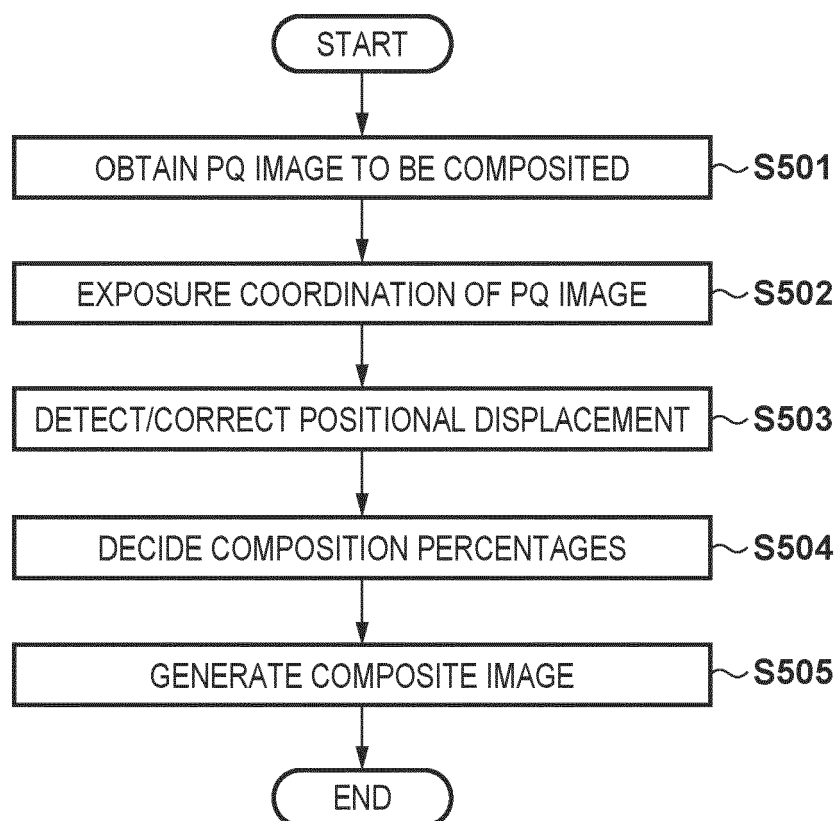 START
OBTAIN PQ IMAGE TO BE COMPOSITED
S501
EXPOSURE COORDINATION OF PQ IMAGE
S502
DETECT/CORRECT POSITIONAL DISPLACEMENT
S503
DECIDE COMPOSITION PERCENTAGES
S504
GENERATE COMPOSITE IMAGE
S505
END